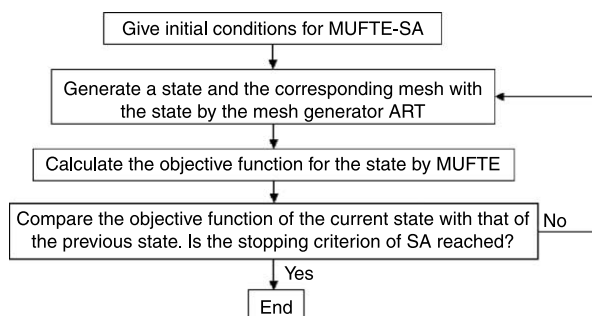 Give initial conditions for MUFTE-SA
Generate a state and the corresponding mesh with
the state by the mesh generator ART
Calculate the objective function for the state by MUFTE
Compare the objective function of the current state with that of
the previous state. Is the stopping criterion of SA reached?
No
Yes
End